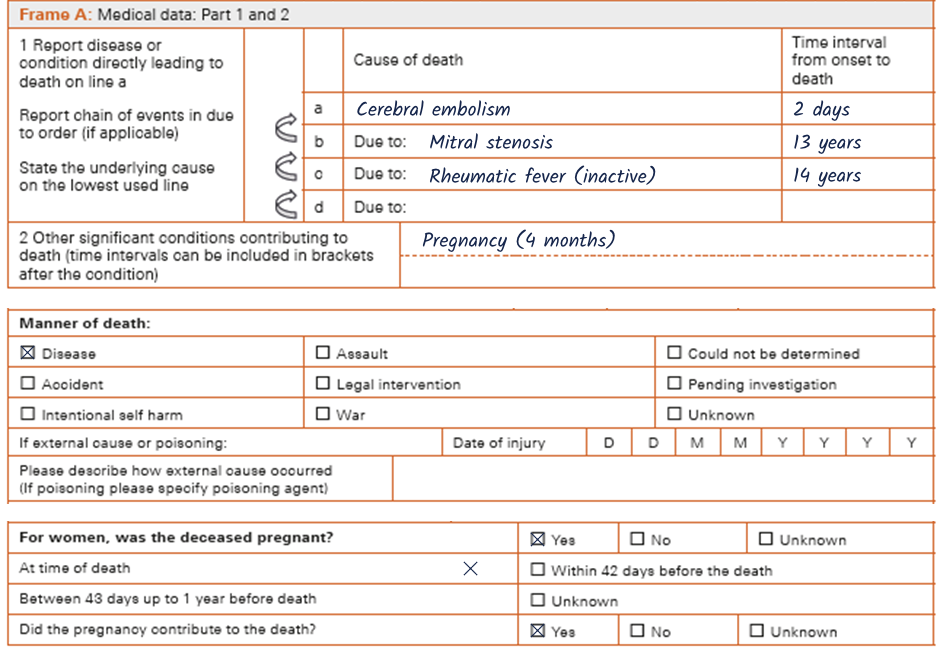 Frame A: Medical data: Part 1 and 2
1 Report disease or
condition directly leading to
death on line a
Report chain of events in due
to order (if applicable)
State the underlying cause
on the lowest used line
Cause of death
Time interval
from onset to
death
a Cerebral embolism 2 days
b Due to: Mitral stenosis 13 years
c Due to: Rheumatic fever (inactive) 14 years
d Due to:
2 Other significant conditions contributing to
death (time intervals can be included in brackets
after the condition)
Pregnancy (4 months)
Manner of death:
☒ Disease ☐ Assault ☐ Could not be determined
☐ Accident ☐ Legal intervention ☐ Pending investigation
☐ Intentional self harm ☐ War ☐ Unknown
If external cause or poisoning: Date of injury D D M M Y Y Y Y
Please describe how external cause occurred
(If poisoning please specify poisoning agent)
For women, was the deceased pregnant? ☒ Yes ☐ No ☐ Unknown
At time of death X ☐ Within 42 days before the death
Between 43 days up to 1 year before death ☐ Unknown
Did the pregnancy contribute to the death? ☒ Yes ☐ No ☐ Unknown